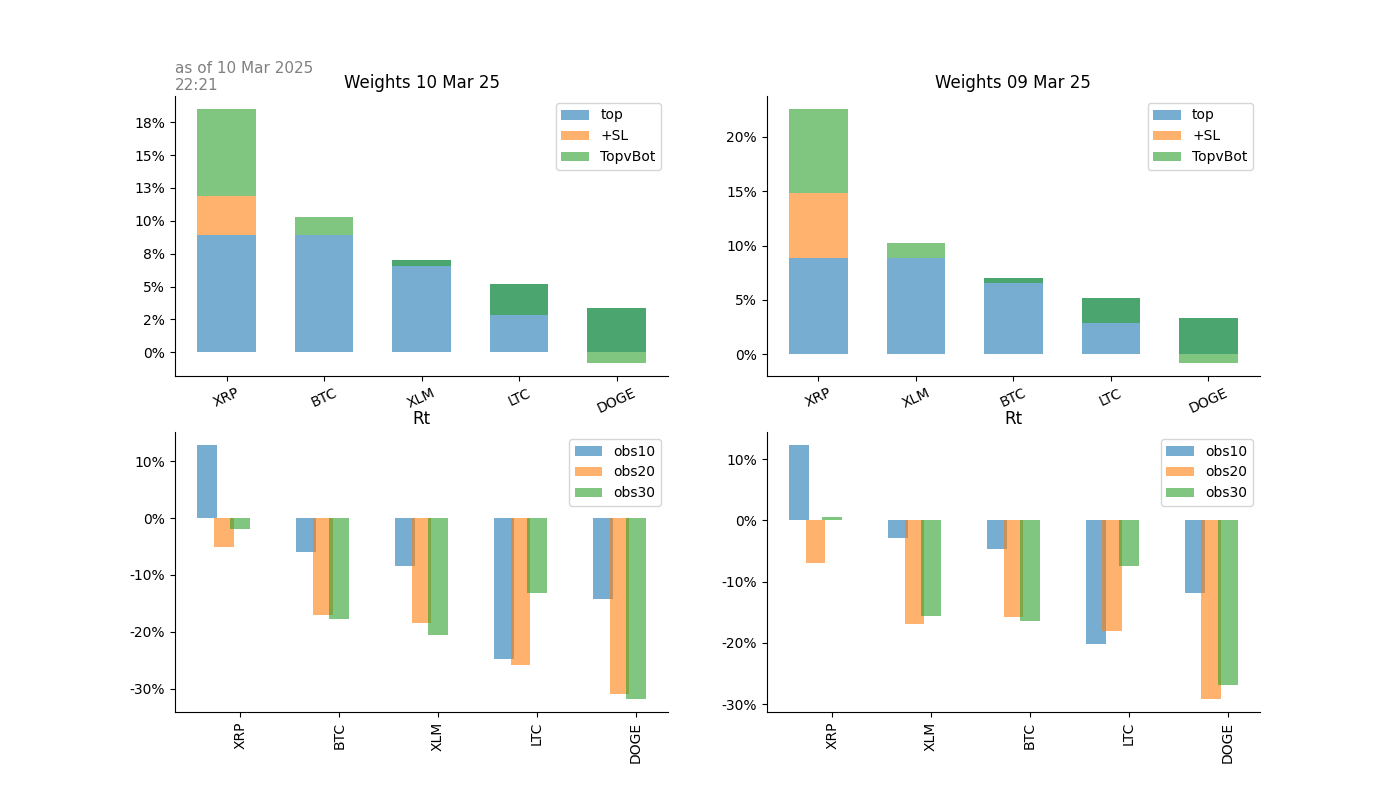 as of 10 Mar 2025
22:21
Weights 10 Mar 25
18%
15%
13%
10%
8%
5%
2%
0%
top
+SL
TopvBot
XRP
BTC
XLM
LTC
DOGE
Weights 09 Mar 25
20%
15%
10%
5%
0%
top
+SL
TopvBot
XRP
XLM
BTC
LTC
DOGE
Rt
10%
0%
-10%
-20%
-30%
obs10
obs20
obs30
XRP
BTC
XLM
LTC
DOGE
Rt
10%
0%
-10%
-20%
-30%
obs10
obs20
obs30
XRP
XLM
BTC
LTC
DOGE